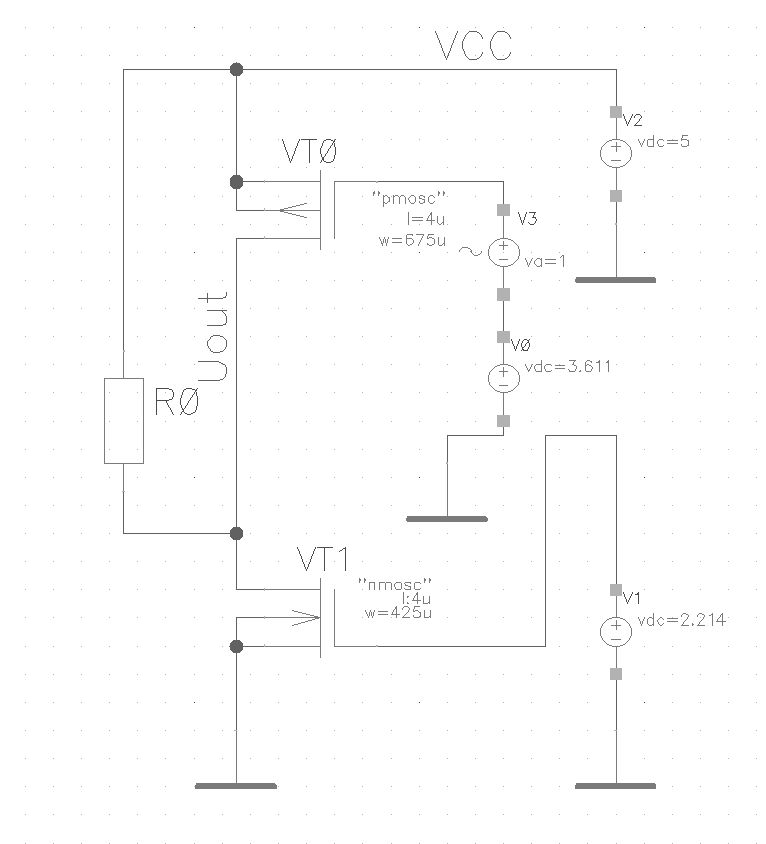 VCC
V2
vdc=5
VTØ
"pmosc"
l=4u
w=675u
V3
va=1
VØ
vdc=3.611
Uout
RØ
VT1
"nmosc"
l:4u
w=425u
V1
vdc=2.214